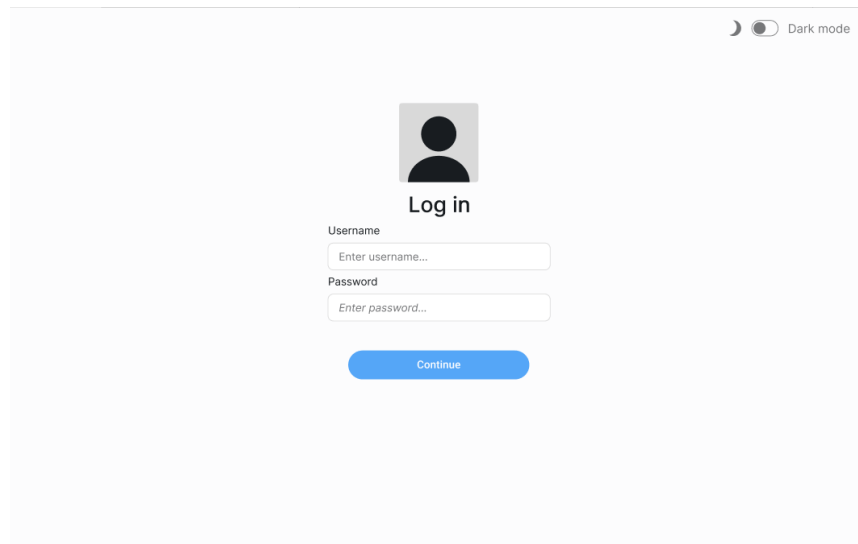 Dark mode
Log in
Username
Enter username...
Password
Enter password...
Continue